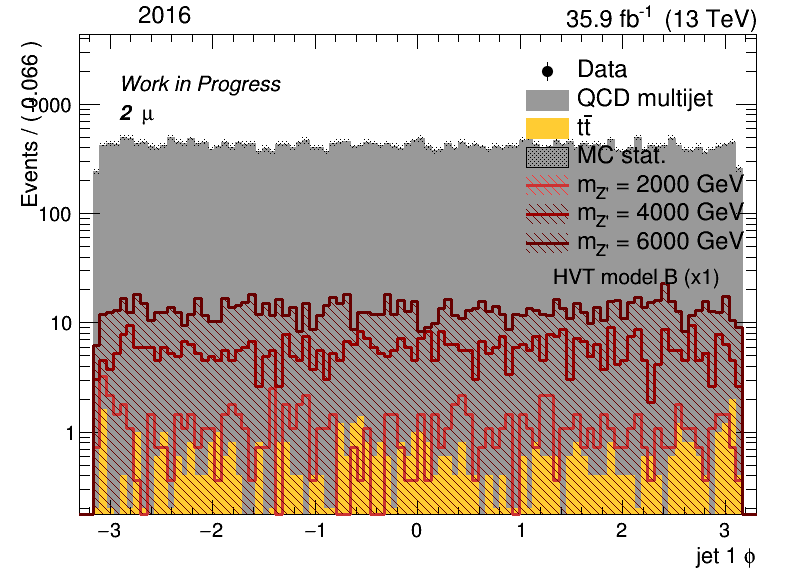 2016
35.9 fb⁻¹ (13 TeV)
Events / ( 0.066 )
Work in Progress
2 μ
Data
QCD multijet
tt̄
MC stat.
m_Z' = 2000 GeV
m_Z' = 4000 GeV
m_Z' = 6000 GeV
HVT model B (x1)
1000
100
10
1
−3 −2 −1 0 1 2 3
jet 1 ϕ